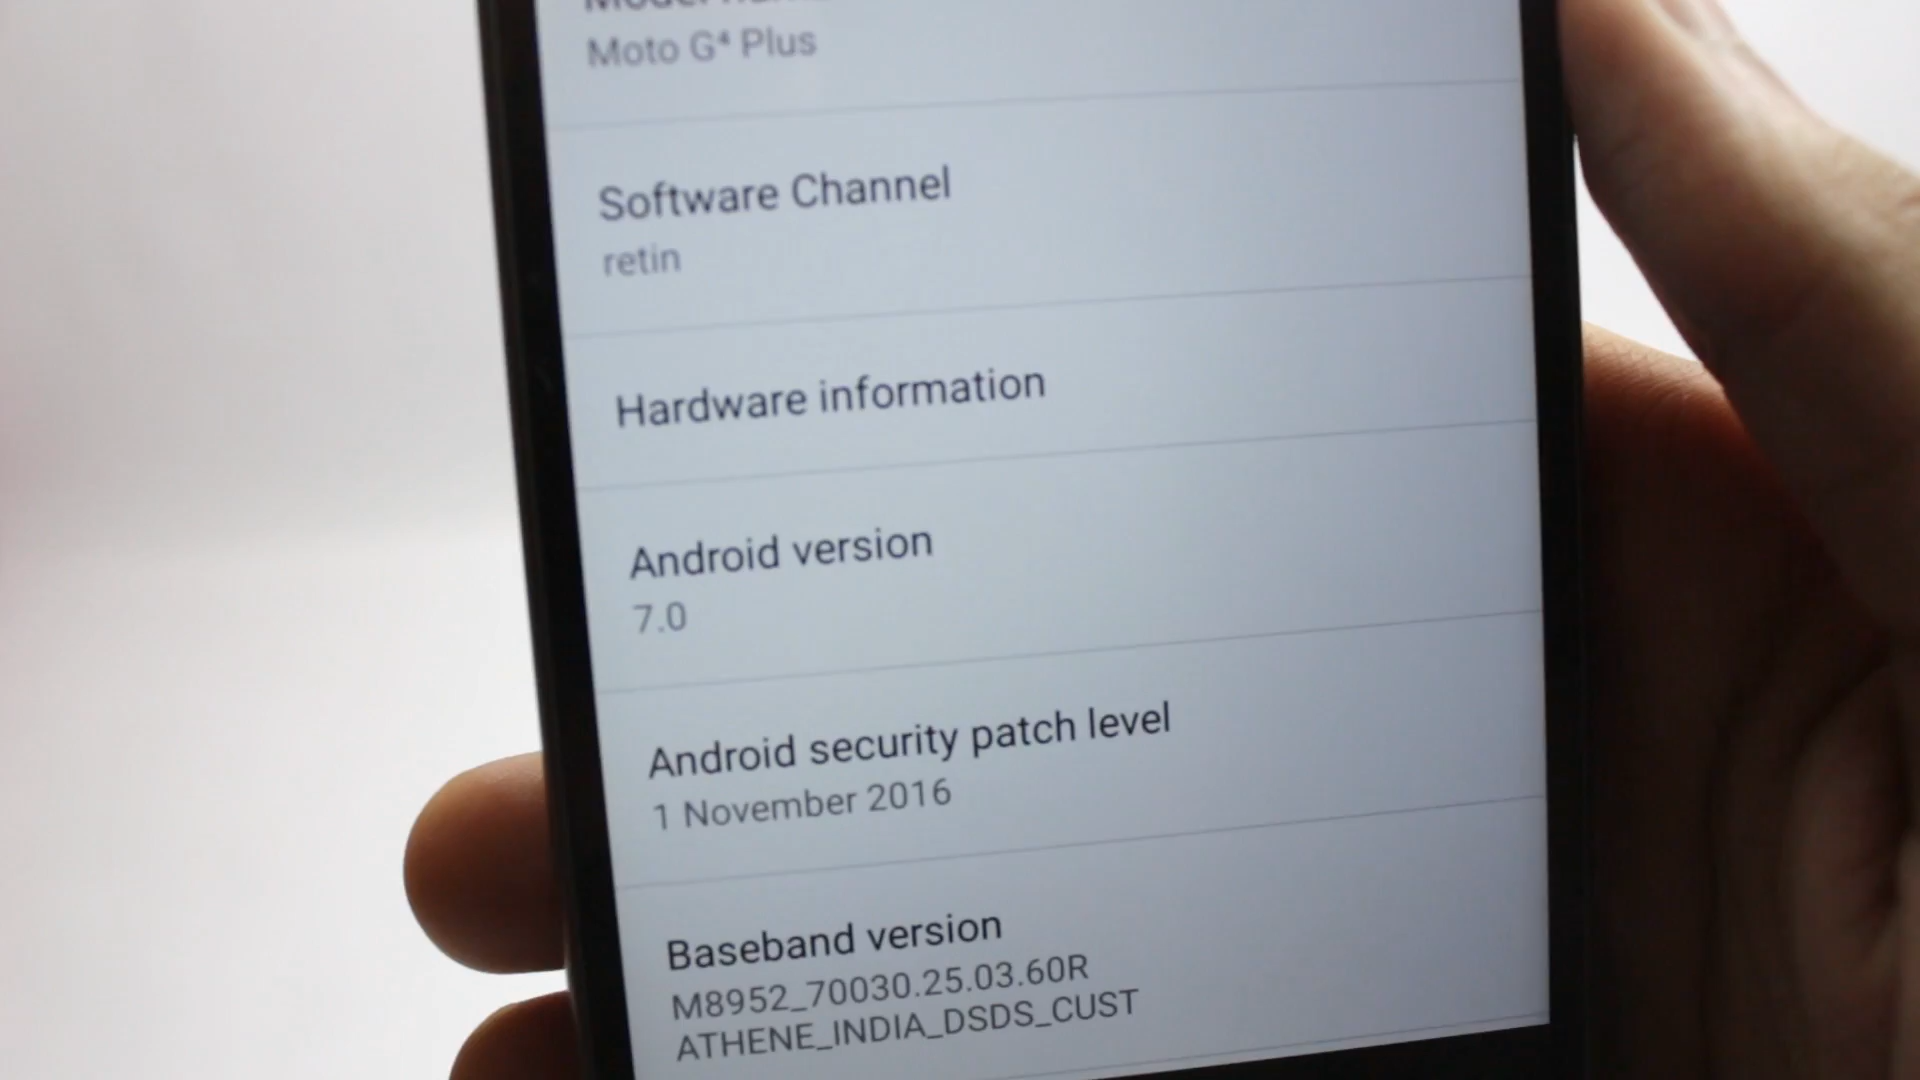 Model
Moto G⁴ Plus
Software Channel
retin
Hardware information
Android version
7.0
Android security patch level
1 November 2016
Baseband version
M8952_70030.25.03.60R
ATHENE_INDIA_DSDS_CUST